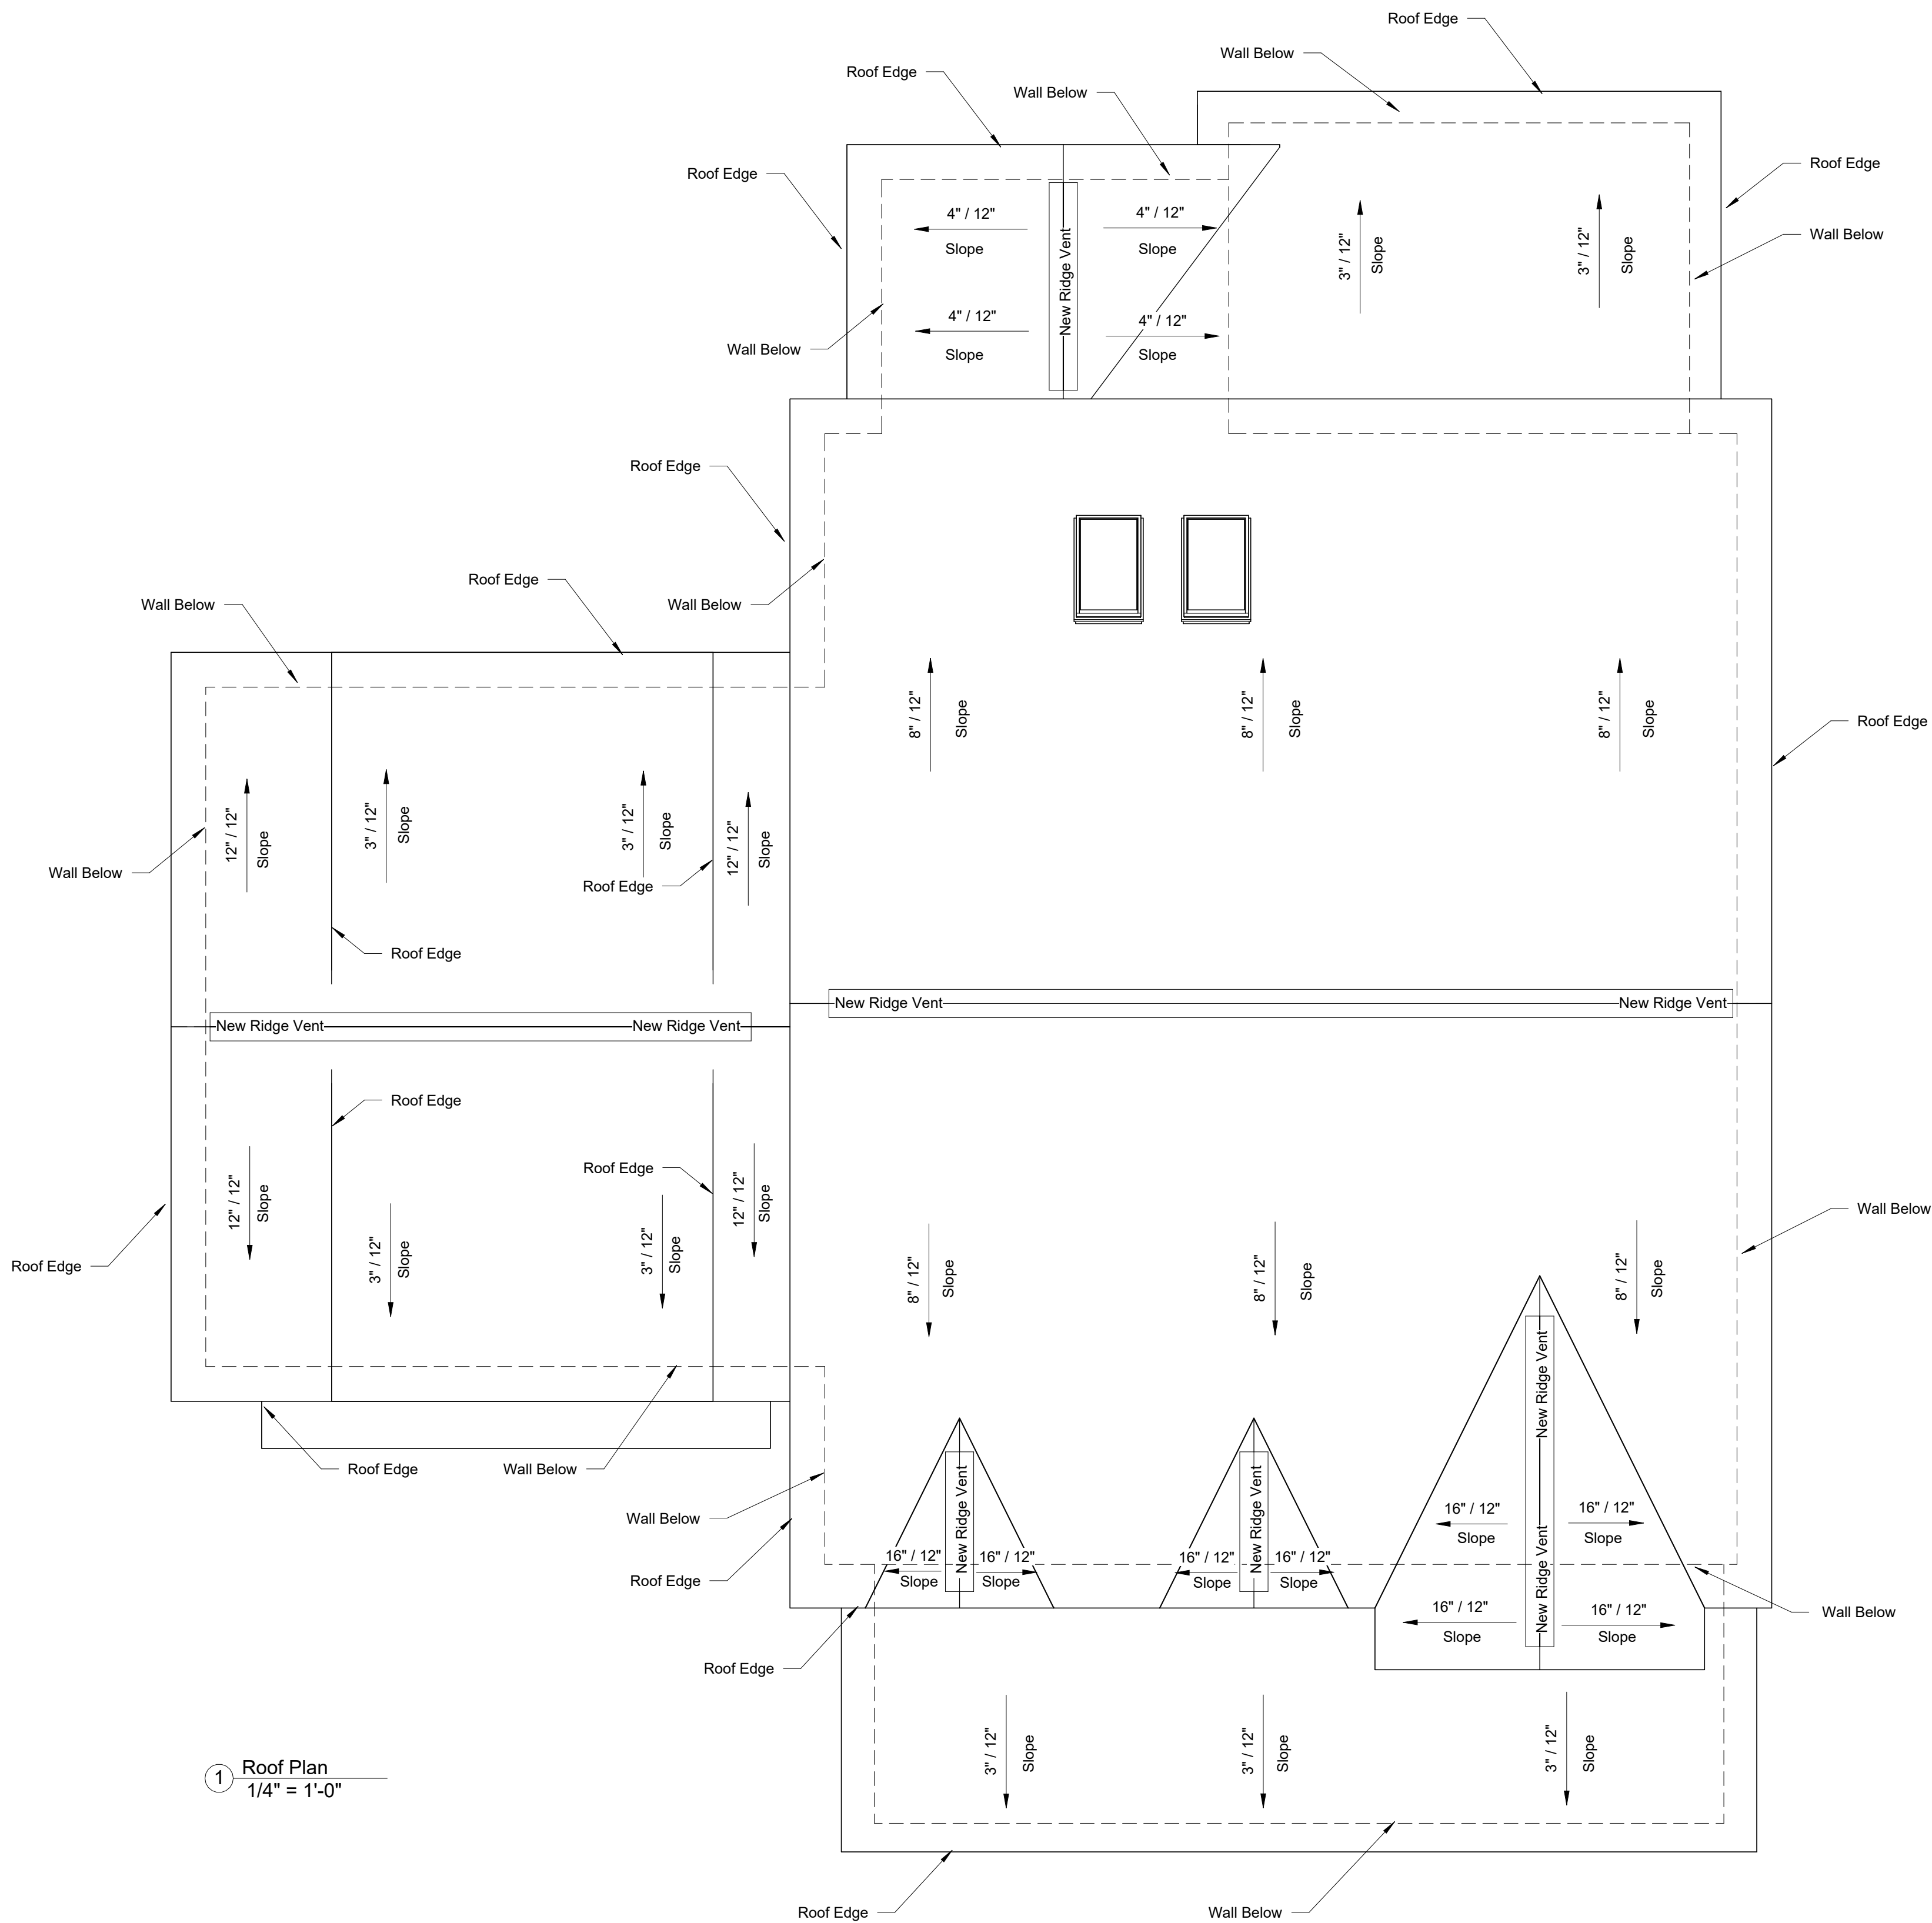 Roof Edge
Wall Below
Roof Edge
Wall Below
Roof Edge
Roof Edge
Wall Below
Wall Below
4" / 12"
Slope
4" / 12"
Slope
New Ridge Vent
3" / 12"
Slope
3" / 12"
Slope
4" / 12"
Slope
4" / 12"
Slope
Roof Edge
Roof Edge
Wall Below
Wall Below
8" / 12"
Slope
8" / 12"
Slope
8" / 12"
Slope
Roof Edge
12" / 12"
Slope
3" / 12"
Slope
3" / 12"
Slope
12" / 12"
Slope
Wall Below
Roof Edge
Roof Edge
New Ridge Vent
New Ridge Vent
New Ridge Vent
New Ridge Vent
Roof Edge
Roof Edge
12" / 12"
Slope
3" / 12"
Slope
3" / 12"
Slope
12" / 12"
Slope
Wall Below
Roof Edge
8" / 12"
Slope
8" / 12"
Slope
8" / 12"
Slope
New Ridge Vent
Roof Edge
Wall Below
Wall Below
New Ridge Vent
New Ridge Vent
New Ridge Vent
16" / 12"
Slope
16" / 12"
Slope
16" / 12"
Slope
16" / 12"
Slope
16" / 12"
Slope
16" / 12"
Slope
Roof Edge
16" / 12"
Slope
16" / 12"
Slope
Wall Below
Roof Edge
3" / 12"
Slope
3" / 12"
Slope
3" / 12"
Slope
1
Roof Plan
1/4" = 1'-0"
Roof Edge
Wall Below